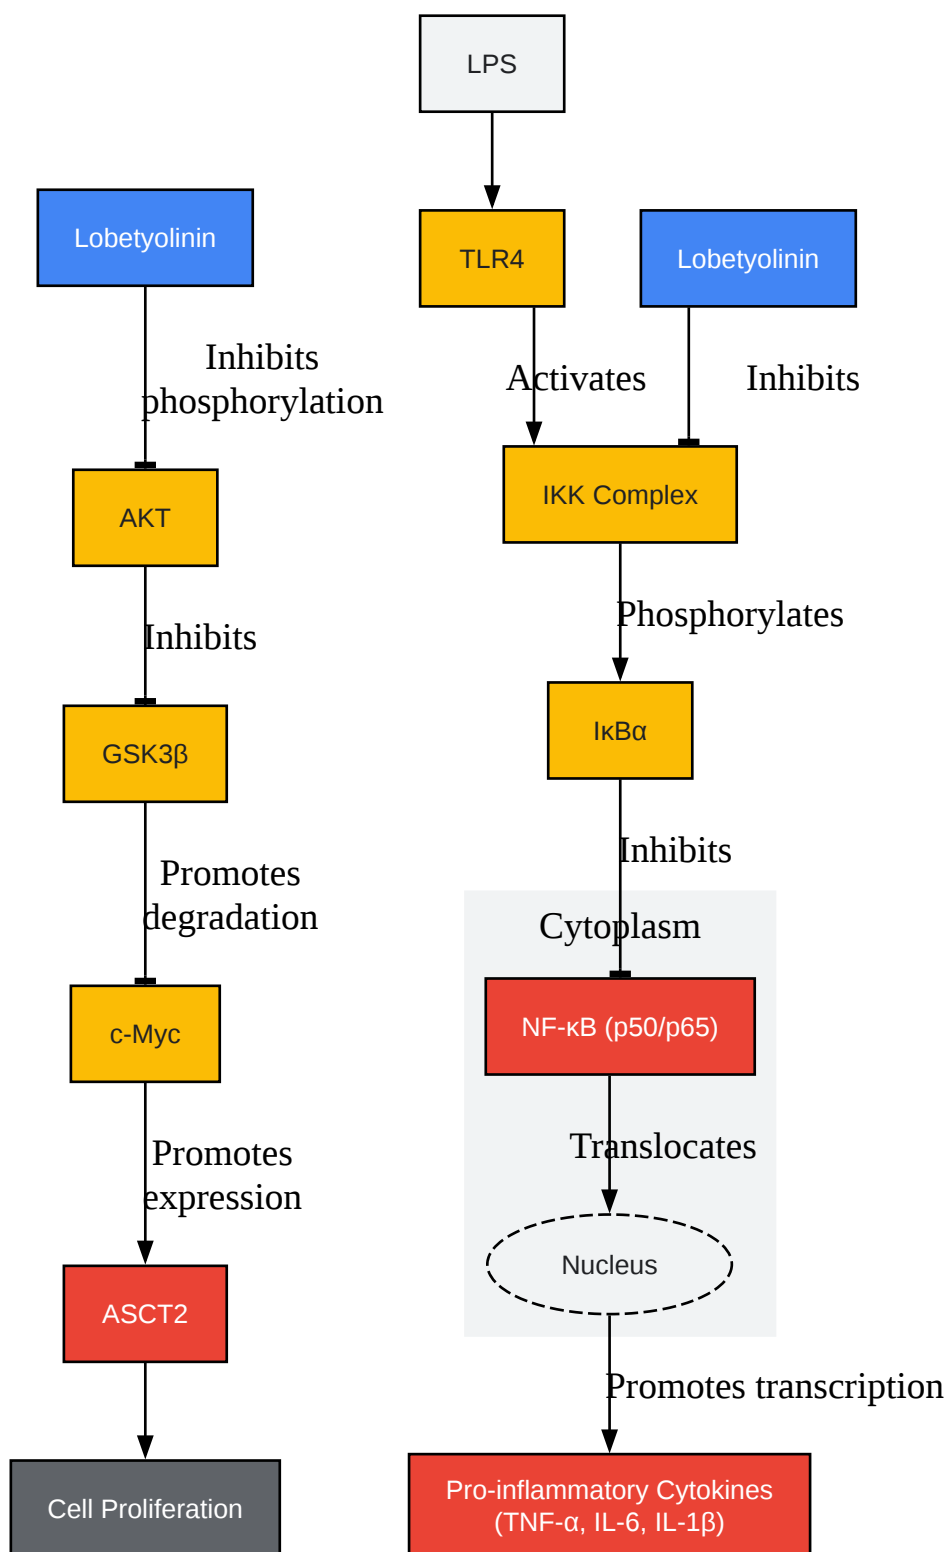 LPS
Lobetyolinin
TLR4
Lobetyolinin
Inhibits
phosphorylation
Activates
Inhibits
AKT
IKK Complex
Inhibits
Phosphorylates
GSK3β
IκBα
Promotes
degradation
Inhibits
Cytoplasm
c-Myc
NF-κB (p50/p65)
Promotes
expression
Translocates
ASCT2
Nucleus
Promotes transcription
Cell Proliferation
Pro-inflammatory Cytokines
(TNF-α, IL-6, IL-1β)